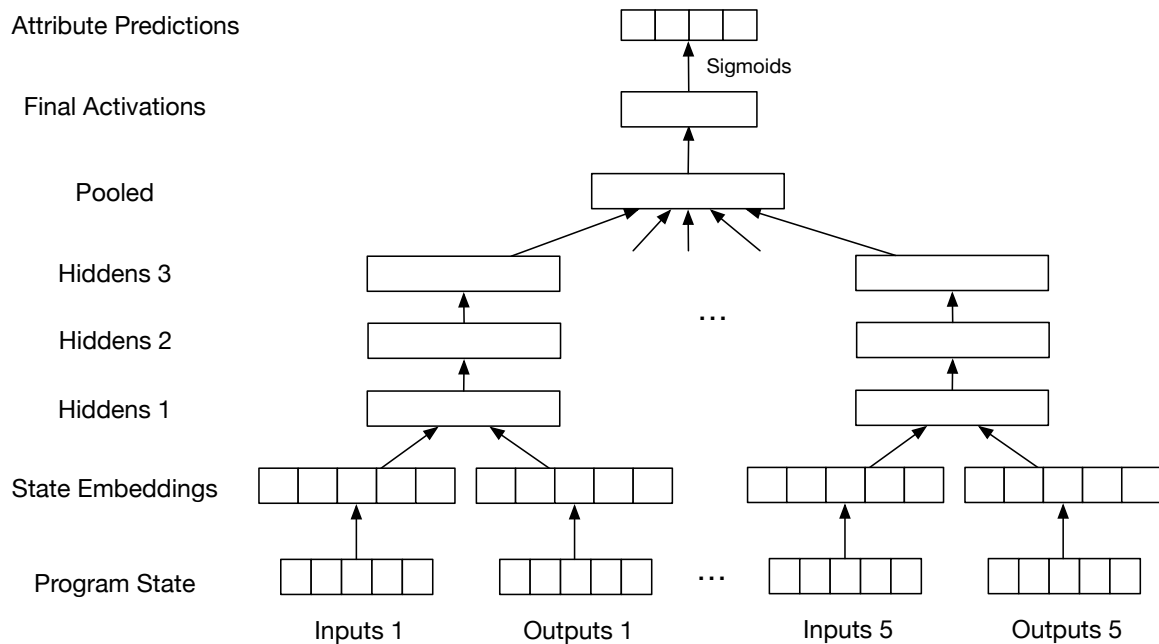 Attribute Predictions
Sigmoids
Final Activations
Pooled
Hiddens 3
...
Hiddens 2
Hiddens 1
State Embeddings
Program State
...
Inputs 1
Outputs 1
Inputs 5
Outputs 5